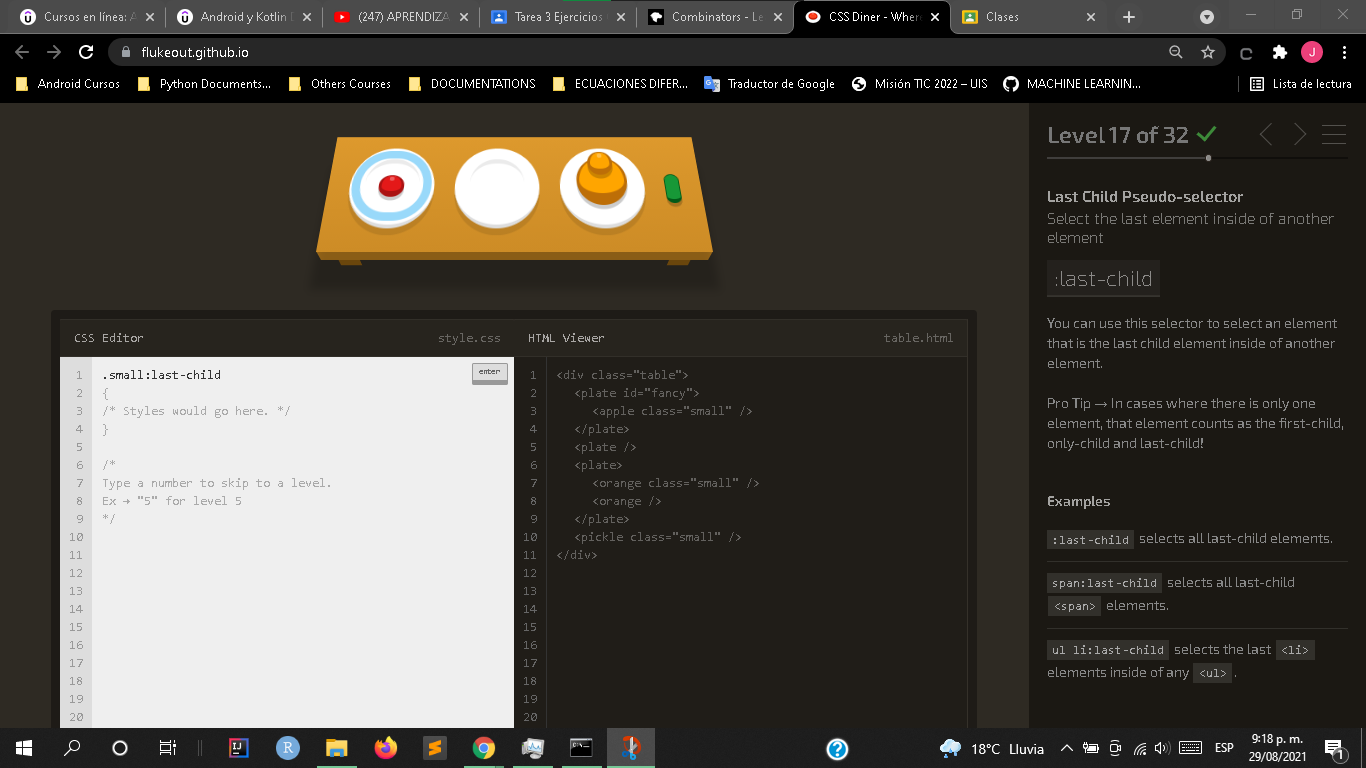 Cursos en línea: A
Android y Kotlin
(247) APRENDIZA
Tarea 3 Ejercicios
Combinators - Le
CSS Diner - Wher
Clases
flukeout.github.io
J
Android Cursos
Python Documents...
Others Courses
DOCUMENTATIONS
ECUACIONES DIFER...
Traductor de Google
Misión TIC 2022 – UIS
MACHINE LEARNIN...
Lista de lectura
Level 17 of 32
Last Child Pseudo-selector
Select the last element inside of another
element
:last-child
You can use this selector to select an element
that is the last child element inside of another
element.
Pro Tip → In cases where there is only one
element, that element counts as the first-child,
only-child and last-child!
Examples
:last-child selects all last-child elements.
span:last-child selects all last-child
<span> elements.
ul li:last-child selects the last <li>
elements inside of any <ul>.
CSS Editor style.css
1 .small:last-child
enter
2 {
3 /* Styles would go here. */
4 }
5
6 /*
7 Type a number to skip to a level.
8 Ex → "5" for level 5
9 */
10
11
12
13
14
15
16
17
18
19
20
HTML Viewer table.html
1 <div class="table">
2 <plate id="fancy">
3 <apple class="small" />
4 </plate>
5 <plate />
6 <plate>
7 <orange class="small" />
8 <orange />
9 </plate>
10 <pickle class="small" />
11 </div>
12
13
14
15
16
17
18
19
20
18°C Lluvia
ESP
9:18 p. m.
29/08/2021
1